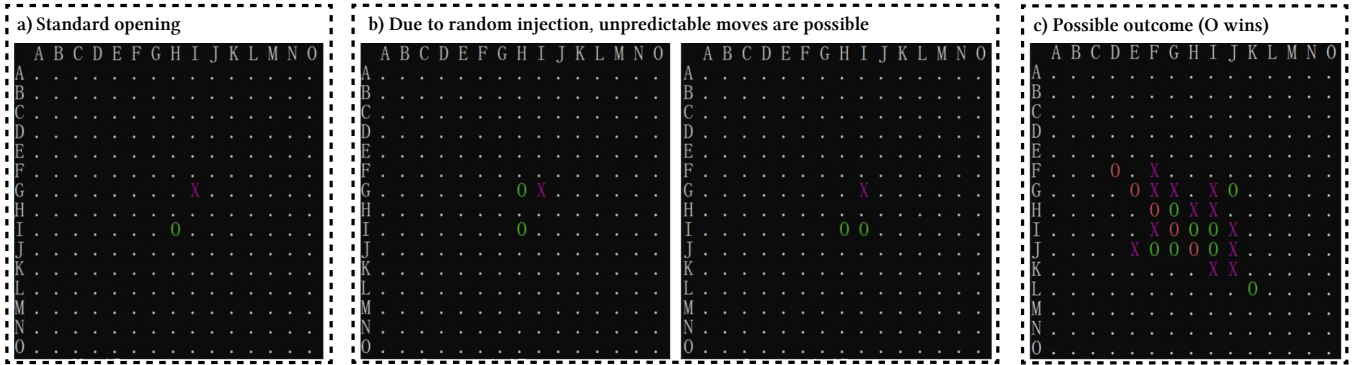 a) Standard opening
A B C D E F G H I J K L M N O
A . . . . . . . . . . . . . . .
B . . . . . . . . . . . . . . .
C . . . . . . . . . . . . . . .
D . . . . . . . . . . . . . . .
E . . . . . . . . . . . . . . .
F . . . . . . . . . . . . . . .
G . . . . . . . . X . . . . . .
H . . . . . . . . . . . . . . .
I . . . . . . . O . . . . . . .
J . . . . . . . . . . . . . . .
K . . . . . . . . . . . . . . .
L . . . . . . . . . . . . . . .
M . . . . . . . . . . . . . . .
N . . . . . . . . . . . . . . .
O . . . . . . . . . . . . . . .
b) Due to random injection, unpredictable moves are possible
A B C D E F G H I J K L M N O
A . . . . . . . . . . . . . . .
B . . . . . . . . . . . . . . .
C . . . . . . . . . . . . . . .
D . . . . . . . . . . . . . . .
E . . . . . . . . . . . . . . .
F . . . . . . . . . . . . . . .
G . . . . . . . O X . . . . . .
H . . . . . . . . . . . . . . .
I . . . . . . . O . . . . . . .
J . . . . . . . . . . . . . . .
K . . . . . . . . . . . . . . .
L . . . . . . . . . . . . . . .
M . . . . . . . . . . . . . . .
N . . . . . . . . . . . . . . .
O . . . . . . . . . . . . . . .
A B C D E F G H I J K L M N O
A . . . . . . . . . . . . . . .
B . . . . . . . . . . . . . . .
C . . . . . . . . . . . . . . .
D . . . . . . . . . . . . . . .
E . . . . . . . . . . . . . . .
F . . . . . . . . . . . . . . .
G . . . . . . . . X . . . . . .
H . . . . . . . . . . . . . . .
I . . . . . . . O O . . . . . .
J . . . . . . . . . . . . . . .
K . . . . . . . . . . . . . . .
L . . . . . . . . . . . . . . .
M . . . . . . . . . . . . . . .
N . . . . . . . . . . . . . . .
O . . . . . . . . . . . . . . .
c) Possible outcome (O wins)
A B C D E F G H I J K L M N O
A . . . . . . . . . . . . . . .
B . . . . . . . . . . . . . . .
C . . . . . . . . . . . . . . .
D . . . . . . . . . . . . . . .
E . . . . . . . . . . . . . . .
F . . . O . X . . . . . . . . .
G . . . . O X X . X O . . . . .
H . . . . . O O X X . . . . . .
I . . . . . X O O O X . . . . .
J . . . . X O O O O X . . . . .
K . . . . . . . . X X . . . . .
L . . . . . . . . . . O . . . .
M . . . . . . . . . . . . . . .
N . . . . . . . . . . . . . . .
O . . . . . . . . . . . . . . .